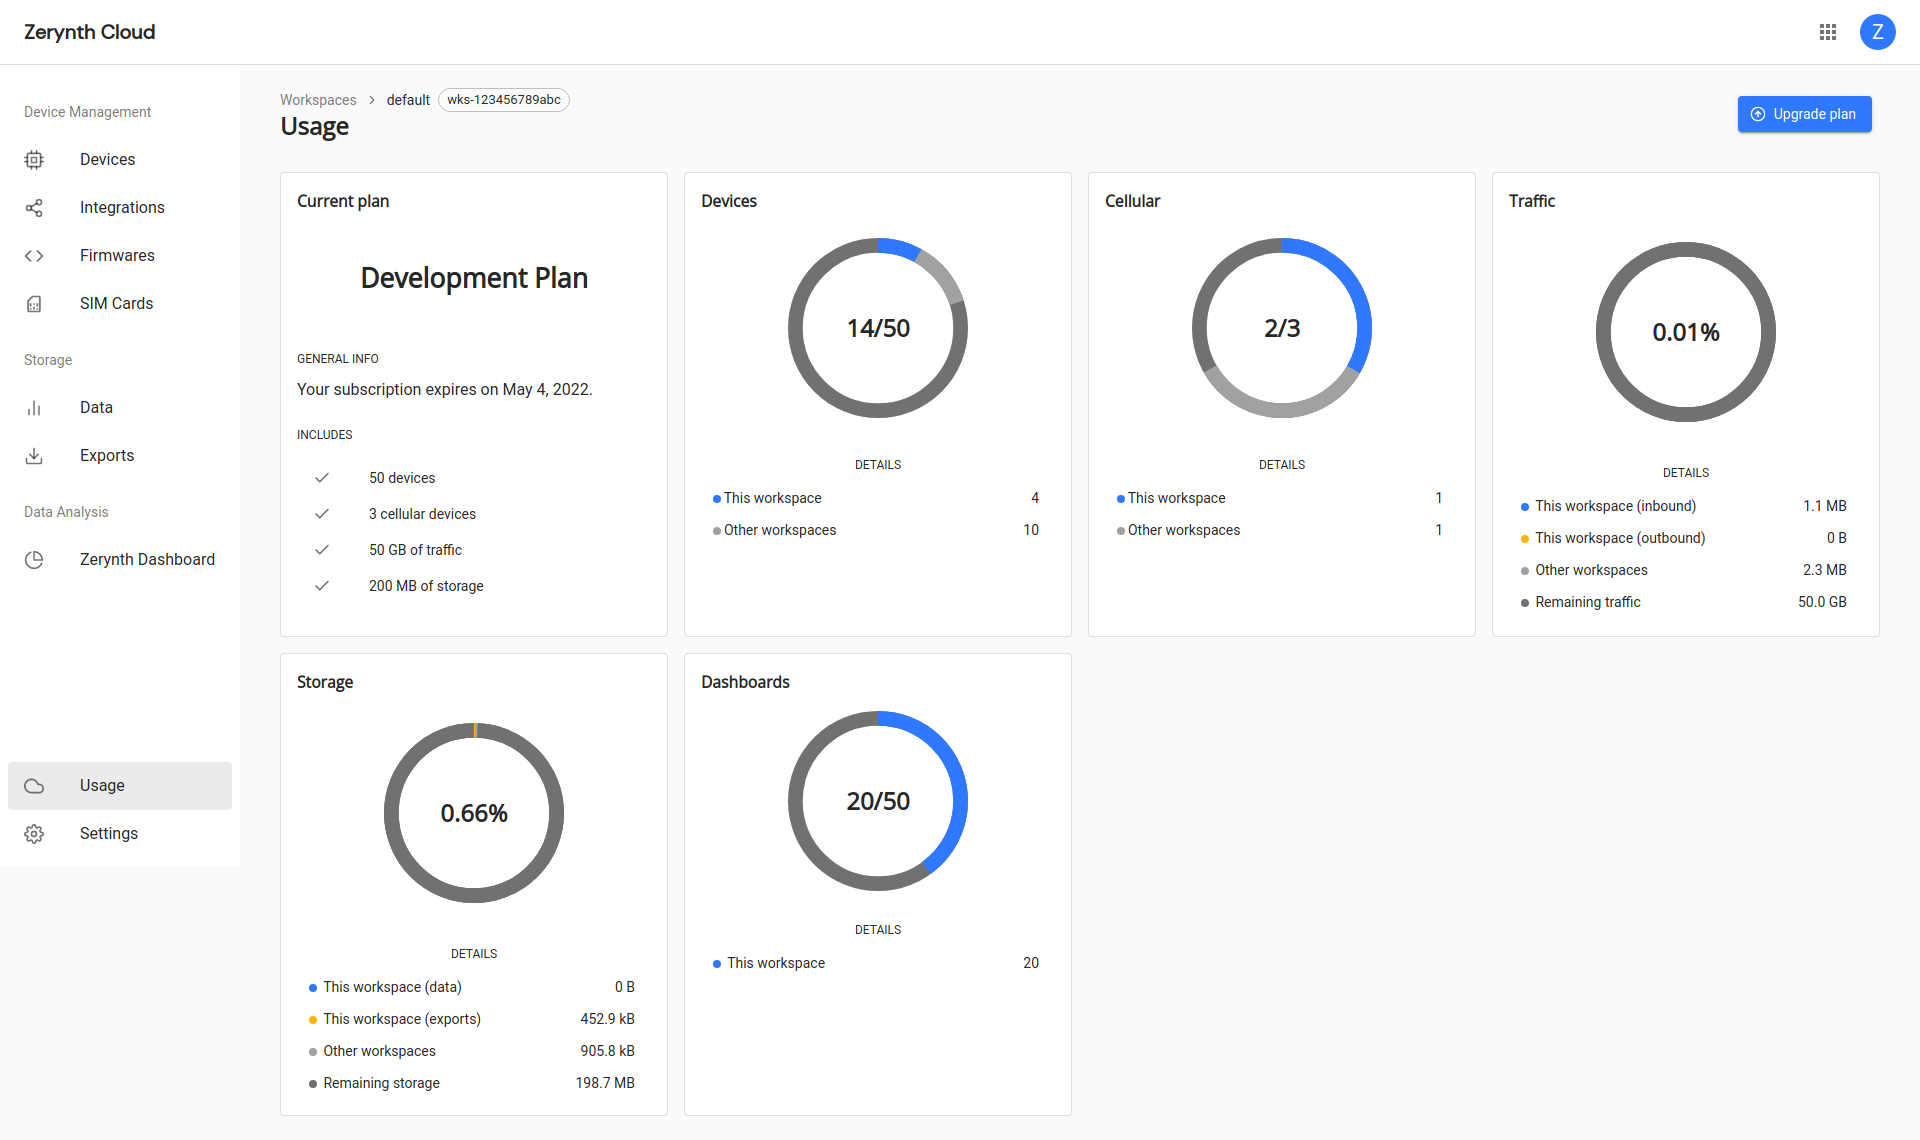 Zerynth Cloud
Z
Device Management
Devices
Integrations
Firmwares
SIM Cards
Storage
Data
Exports
Data Analysis
Zerynth Dashboard
Usage
Settings
Workspaces > default wks-123456789abc
Usage
Upgrade plan
Current plan
Development Plan
GENERAL INFO
Your subscription expires on May 4, 2022.
INCLUDES
50 devices
3 cellular devices
50 GB of traffic
200 MB of storage
Devices
14/50
DETAILS
This workspace 4
Other workspaces 10
Cellular
2/3
DETAILS
This workspace 1
Other workspaces 1
Traffic
0.01%
DETAILS
This workspace (inbound) 1.1 MB
This workspace (outbound) 0 B
Other workspaces 2.3 MB
Remaining traffic 50.0 GB
Storage
0.66%
DETAILS
This workspace (data) 0 B
This workspace (exports) 452.9 kB
Other workspaces 905.8 kB
Remaining storage 198.7 MB
Dashboards
20/50
DETAILS
This workspace 20